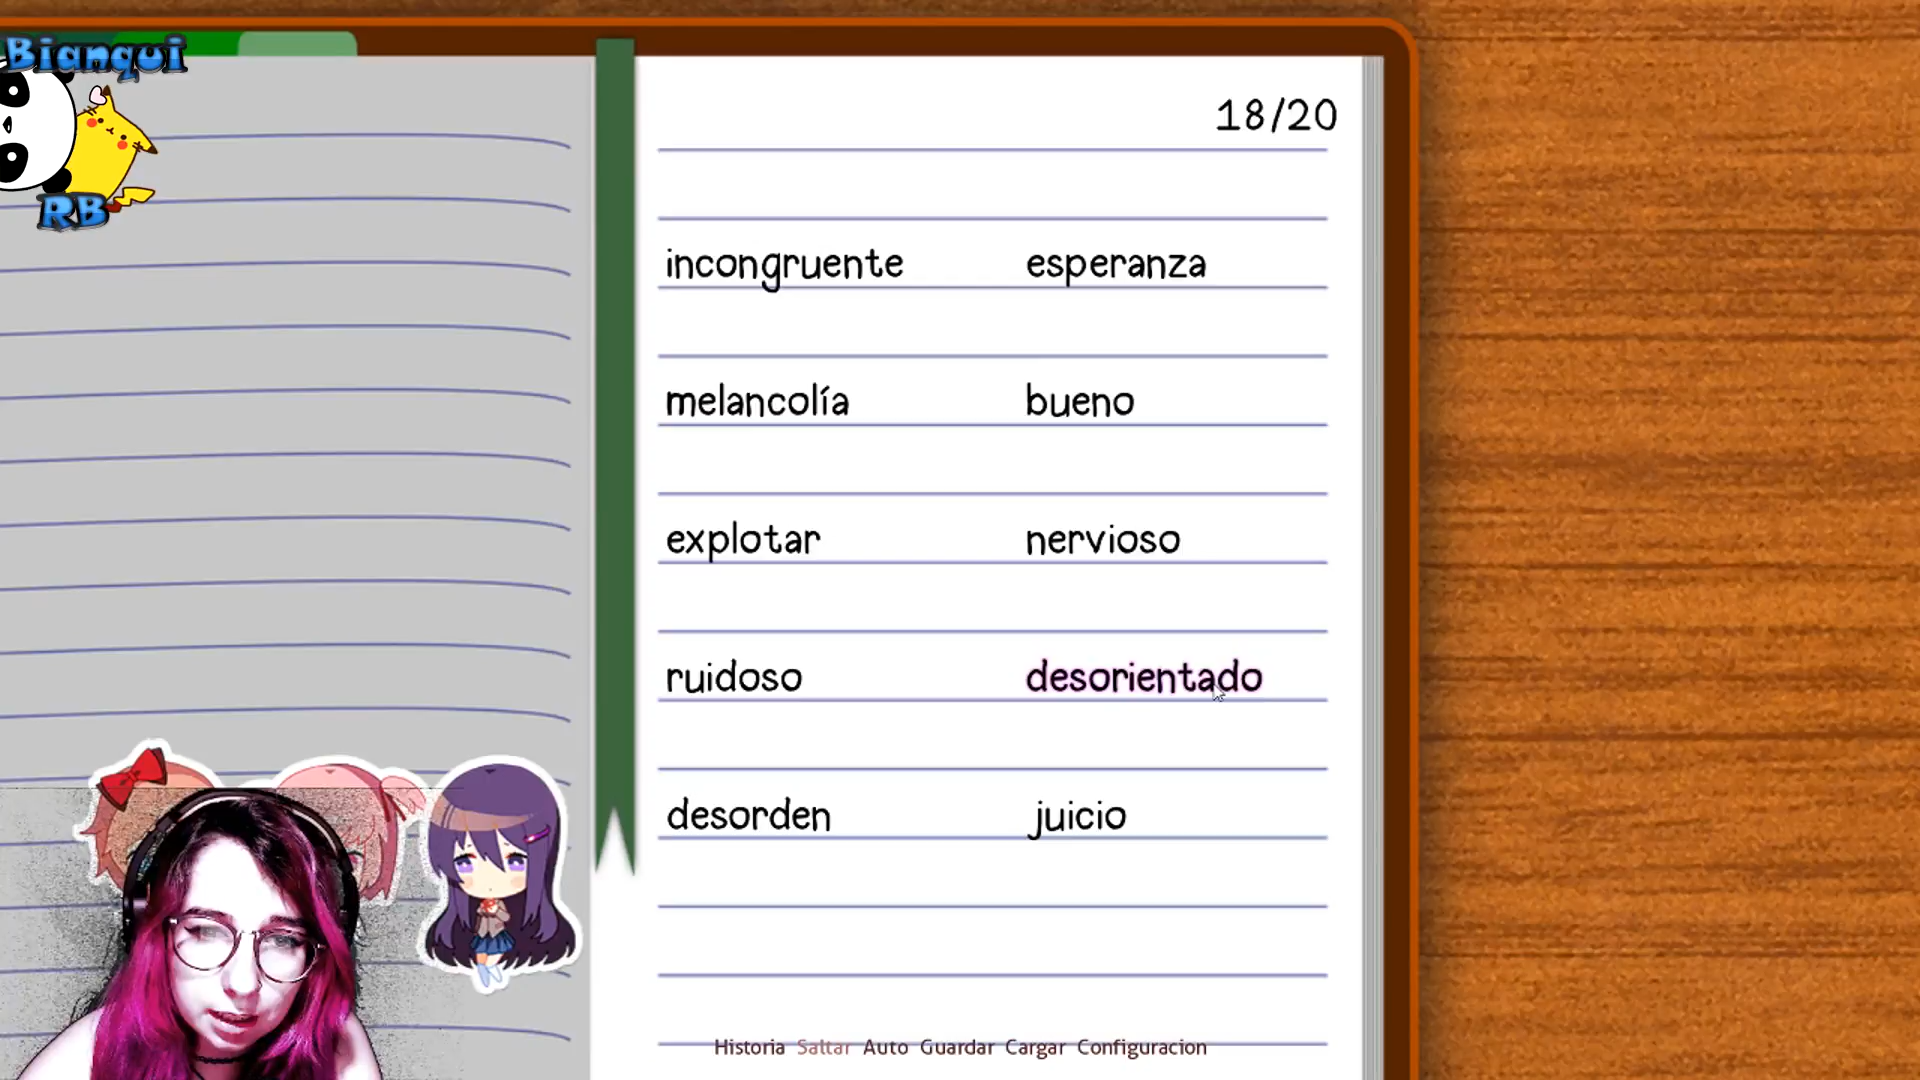 Bianqui
RB
18/20
incongruente esperanza
melancolía bueno
explotar nervioso
ruidoso desorientado
desorden juicio
Historia Saltar Auto Guardar Cargar Configuracion